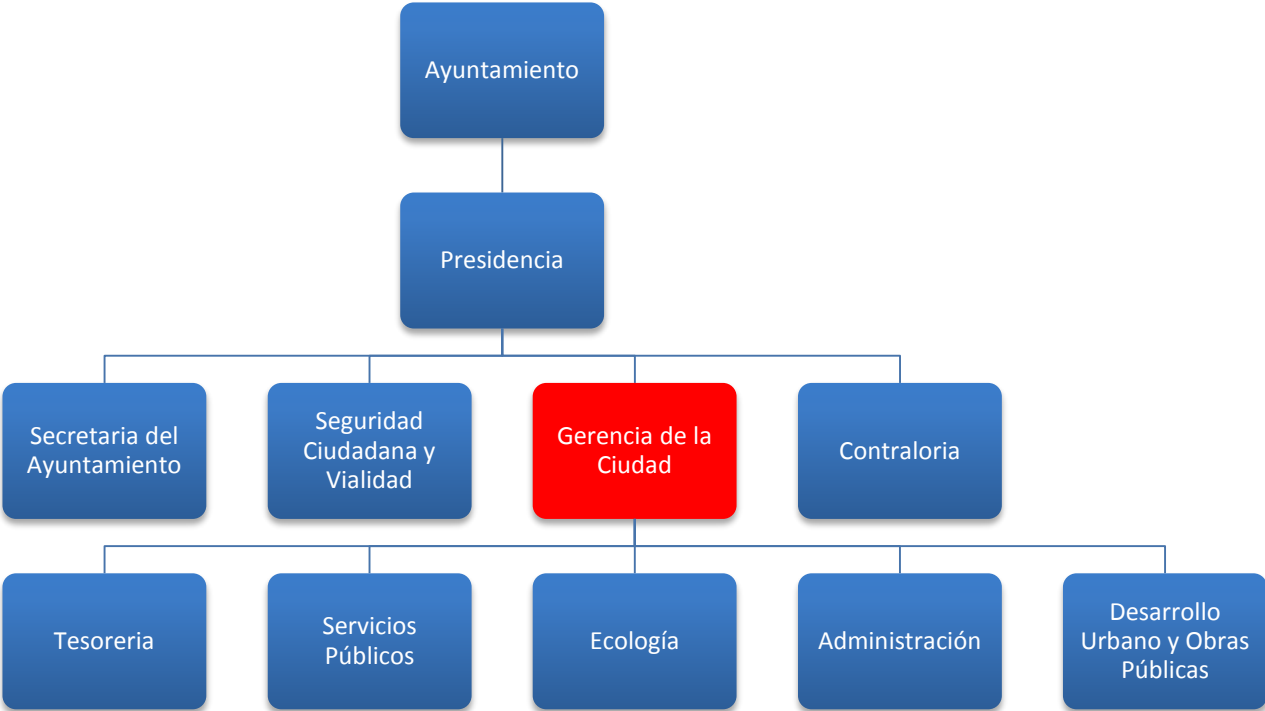 Ayuntamiento
Presidencia
Secretaria del
Ayuntamiento
Seguridad
Ciudadana y
Vialidad
Gerencia de la
Ciudad
Contraloria
Tesoreria
Servicios
Públicos
Ecología
Administración
Desarrollo
Urbano y Obras
Públicas